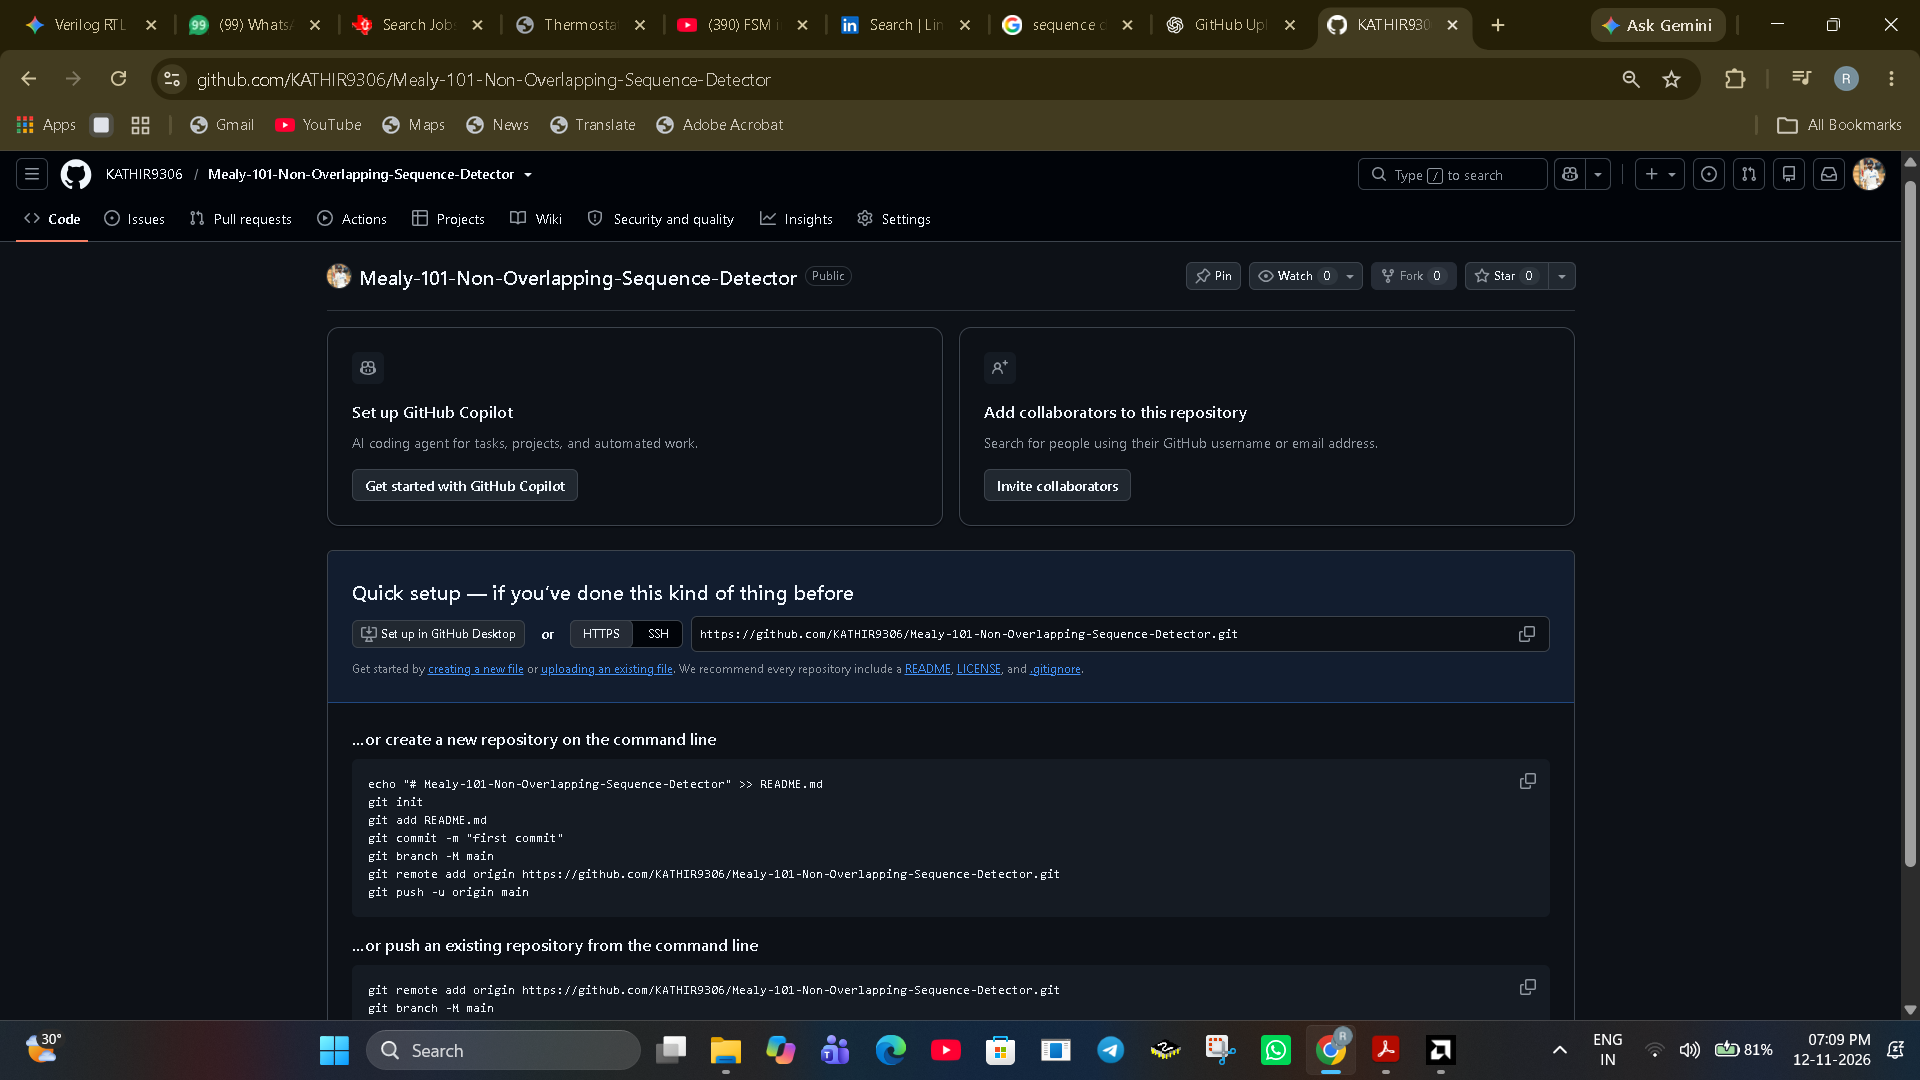 Verilog RTL
(99) Whats
Search Jobs
Thermosta
(390) FSM i
Search | Lin
sequence d
GitHub Upl
KATHIR930
Ask Gemini
github.com/KATHIR9306/Mealy-101-Non-Overlapping-Sequence-Detector
R
Apps
Gmail
YouTube
Maps
News
Translate
Adobe Acrobat
All Bookmarks
KATHIR9306 / Mealy-101-Non-Overlapping-Sequence-Detector
Type / to search
Code
Issues
Pull requests
Actions
Projects
Wiki
Security and quality
Insights
Settings
Mealy-101-Non-Overlapping-Sequence-Detector Public
Pin
Watch 0
Fork 0
Star 0
Set up GitHub Copilot
AI coding agent for tasks, projects, and automated work.
Get started with GitHub Copilot
Add collaborators to this repository
Search for people using their GitHub username or email address.
Invite collaborators
Quick setup — if you've done this kind of thing before
Set up in GitHub Desktop or HTTPS SSH https://github.com/KATHIR9306/Mealy-101-Non-Overlapping-Sequence-Detector.git
Get started by creating a new file or uploading an existing file. We recommend every repository include a README, LICENSE, and .gitignore.
...or create a new repository on the command line
echo "# Mealy-101-Non-Overlapping-Sequence-Detector" >> README.md
git init
git add README.md
git commit -m "first commit"
git branch -M main
git remote add origin https://github.com/KATHIR9306/Mealy-101-Non-Overlapping-Sequence-Detector.git
git push -u origin main
...or push an existing repository from the command line
git remote add origin https://github.com/KATHIR9306/Mealy-101-Non-Overlapping-Sequence-Detector.git
git branch -M main
30°
Search
R
ENG
IN
81%
07:09 PM
12-11-2026